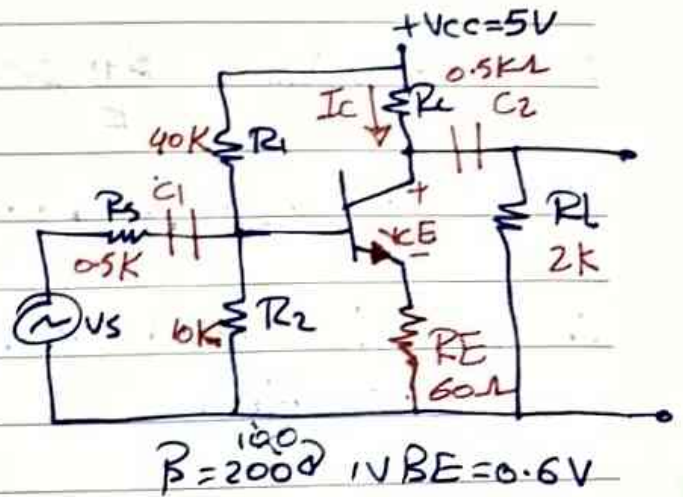 +VCC=5V
0.5KΩ
IC RC C2
40K R1
RS C1
0.5K
+
VCE
-
RL
2K
VS
10K R2
RE
60Ω
100
β=200 , VBE=0.6V